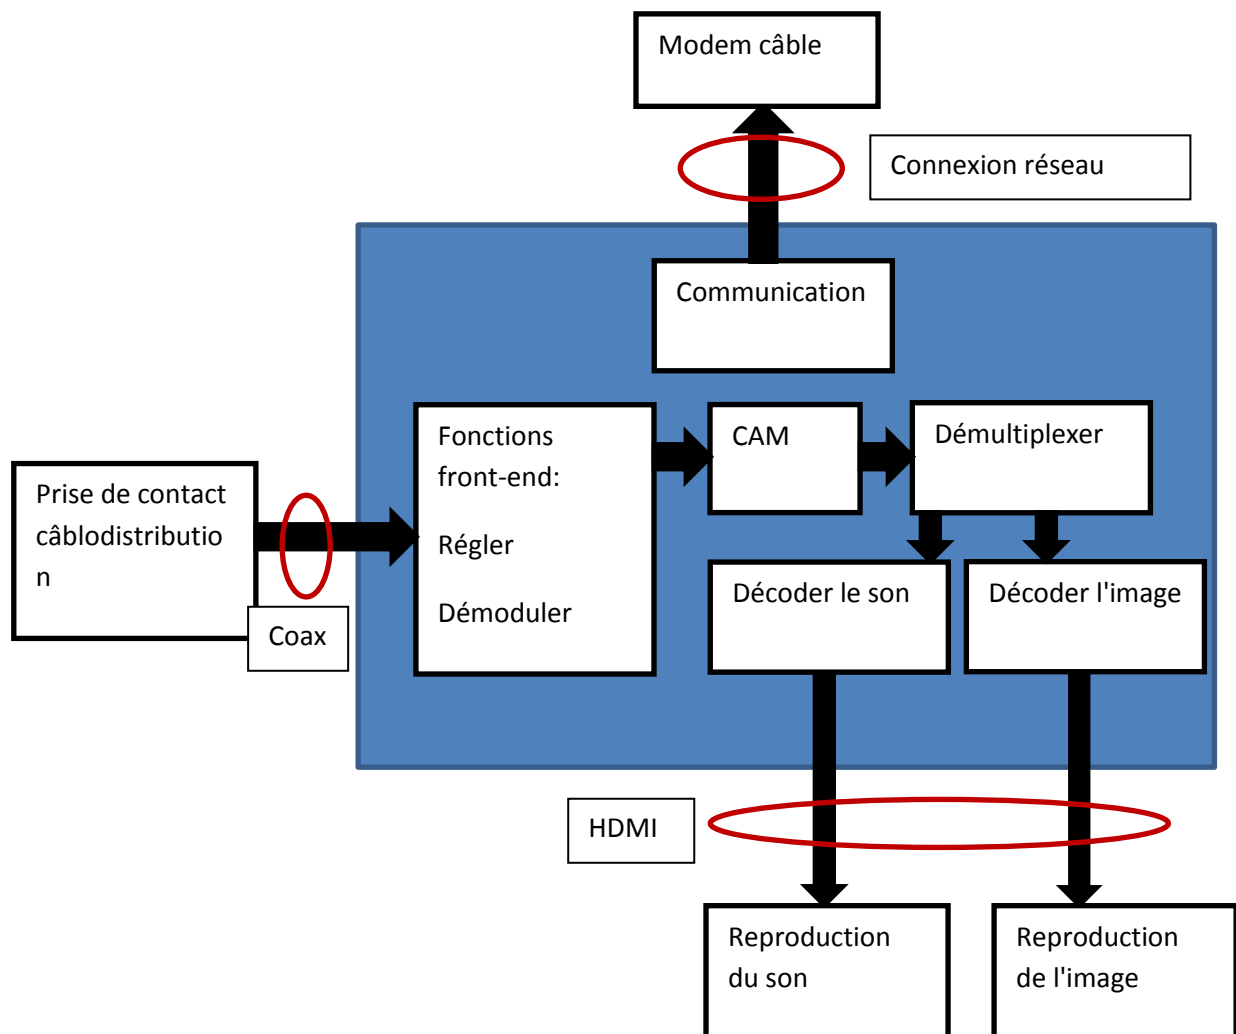 Modem câble
Connexion réseau
Communication
Fonctions
front-end:
Régler
Démoduler
CAM
Démultiplexer
Prise de contact
câblodistributio
n
Coax
Décoder le son
Décoder l'image
HDMI
Reproduction
du son
Reproduction
de l'image